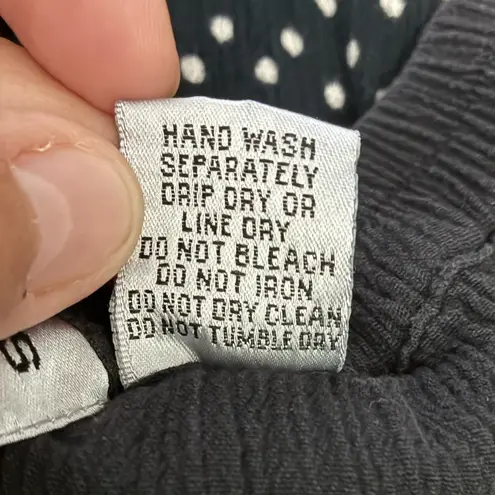 HAND WASH
SEPARATELY
DRIP DRY OR
LINE DRY
DO NOT BLEACH
DO NOT IRON
DO NOT DRY CLEAN
DO NOT TUMBLE DRY
S